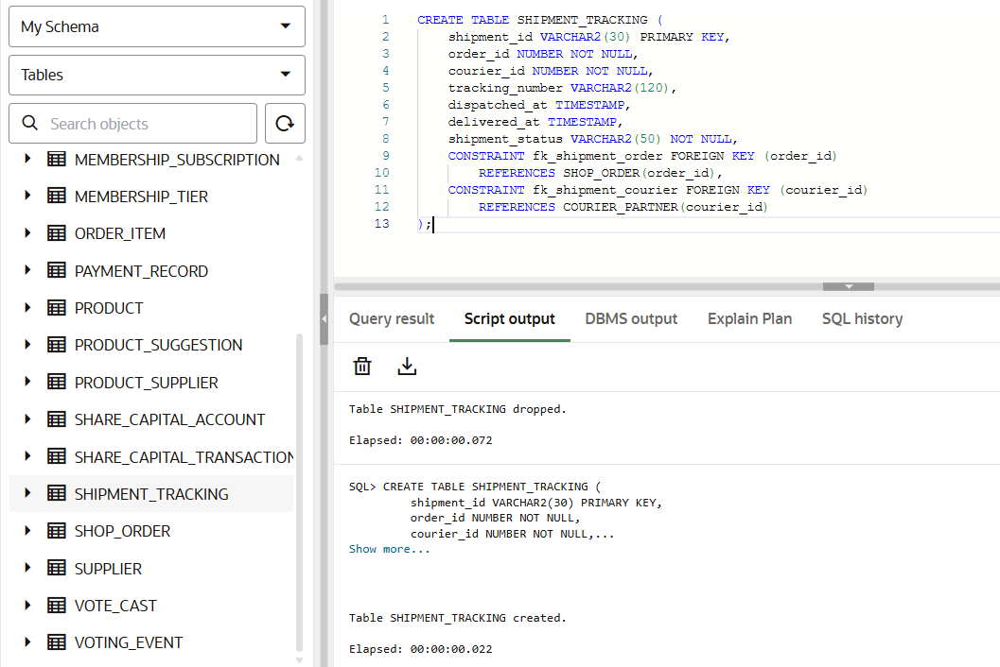 My Schema
Tables
Search objects
MEMBERSHIP_SUBSCRIPTION
MEMBERSHIP_TIER
ORDER_ITEM
PAYMENT_RECORD
PRODUCT
PRODUCT_SUGGESTION
PRODUCT_SUPPLIER
SHARE_CAPITAL_ACCOUNT
SHARE_CAPITAL_TRANSACTION
SHIPMENT_TRACKING
SHOP_ORDER
SUPPLIER
VOTE_CAST
VOTING_EVENT
1 CREATE TABLE SHIPMENT_TRACKING (
2 shipment_id VARCHAR2(30) PRIMARY KEY,
3 order_id NUMBER NOT NULL,
4 courier_id NUMBER NOT NULL,
5 tracking_number VARCHAR2(120),
6 dispatched_at TIMESTAMP,
7 delivered_at TIMESTAMP,
8 shipment_status VARCHAR2(50) NOT NULL,
9 CONSTRAINT fk_shipment_order FOREIGN KEY (order_id)
10 REFERENCES SHOP_ORDER(order_id),
11 CONSTRAINT fk_shipment_courier FOREIGN KEY (courier_id)
12 REFERENCES COURIER_PARTNER(courier_id)
13 );
Query result Script output DBMS output Explain Plan SQL history
Table SHIPMENT_TRACKING dropped.
Elapsed: 00:00:00.072
SQL> CREATE TABLE SHIPMENT_TRACKING (
shipment_id VARCHAR2(30) PRIMARY KEY,
order_id NUMBER NOT NULL,
courier_id NUMBER NOT NULL,...
Show more...
Table SHIPMENT_TRACKING created.
Elapsed: 00:00:00.022